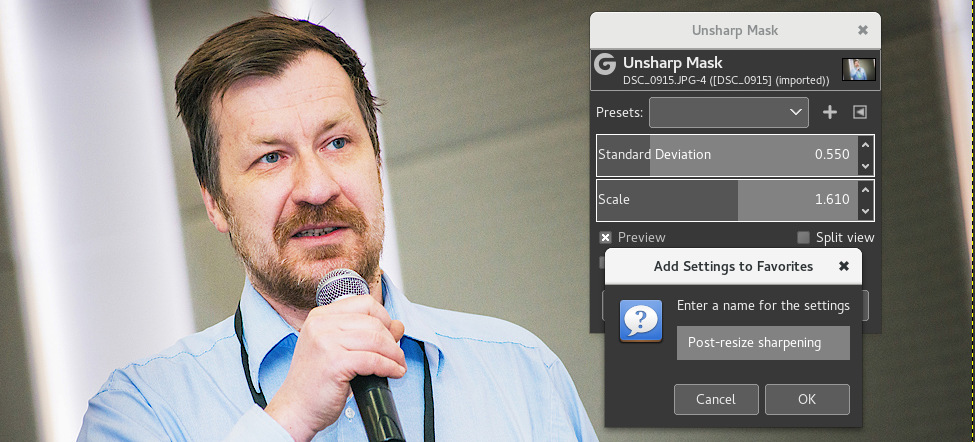 Unsharp Mask
Unsharp Mask
DSC_0915.JPG-4 ([DSC_0915] (imported))
Presets:
Standard Deviation 0.550
Scale 1.610
Preview Split view
Add Settings to Favorites
Enter a name for the settings
Post-resize sharpening
Cancel OK